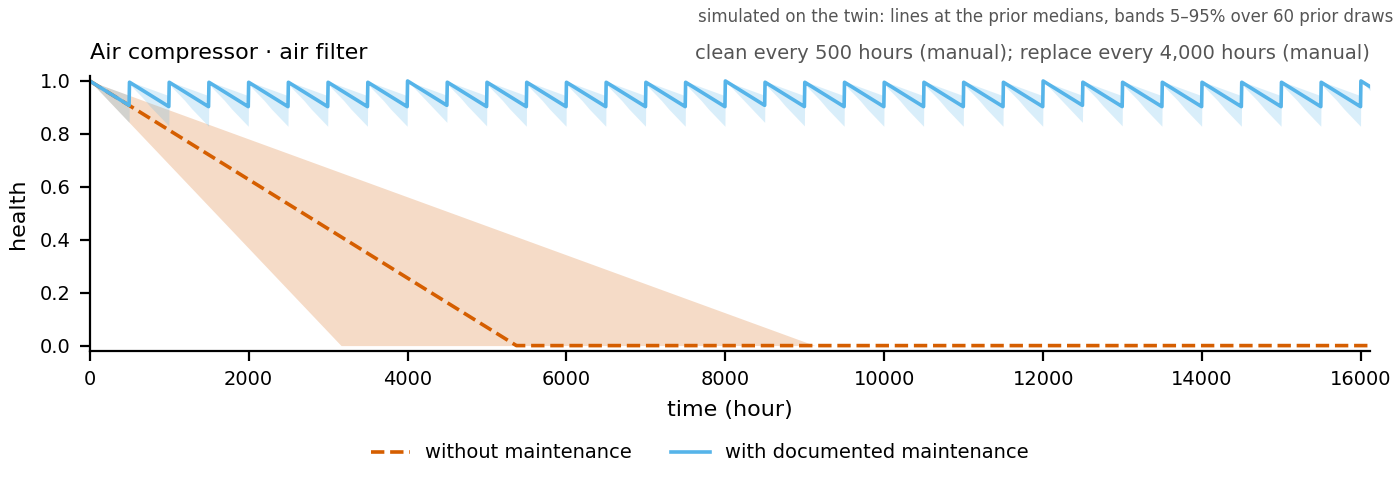 simulated on the twin: lines at the prior medians, bands 5–95% over 60 prior draws
Air compressor · air filter
clean every 500 hours (manual); replace every 4,000 hours (manual)
health
1.0
0.8
0.6
0.4
0.2
0.0
0 2000 4000 6000 8000 10000 12000 14000 16000
time (hour)
without maintenance with documented maintenance